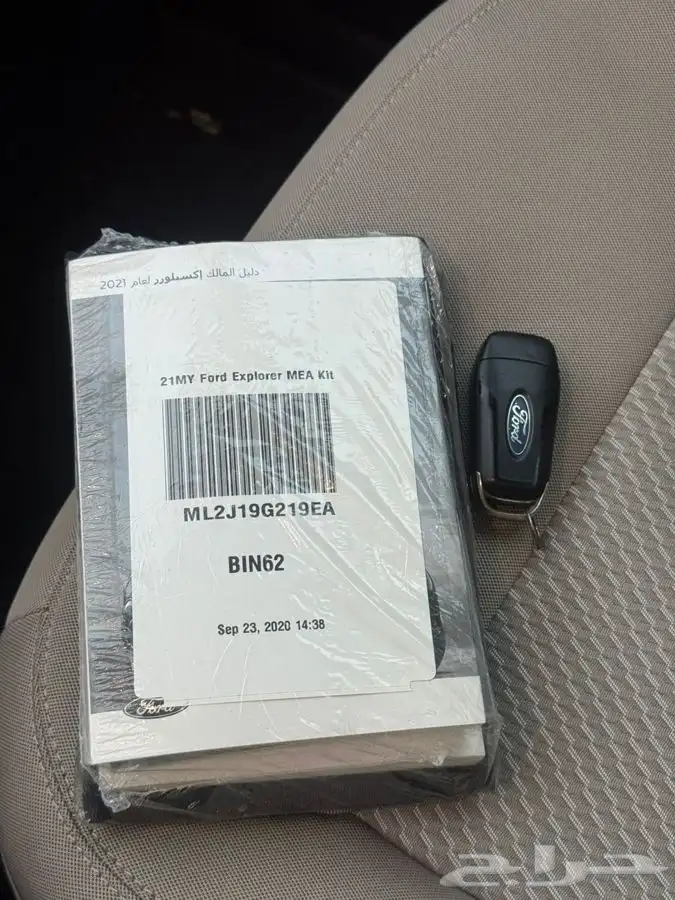 دليل المالك إكسبلورر لعام 2021
21MY Ford Explorer MEA Kit
ML2J19G219EA
BIN62
Sep 23, 2020 14:38
Ford
Ford
حراج